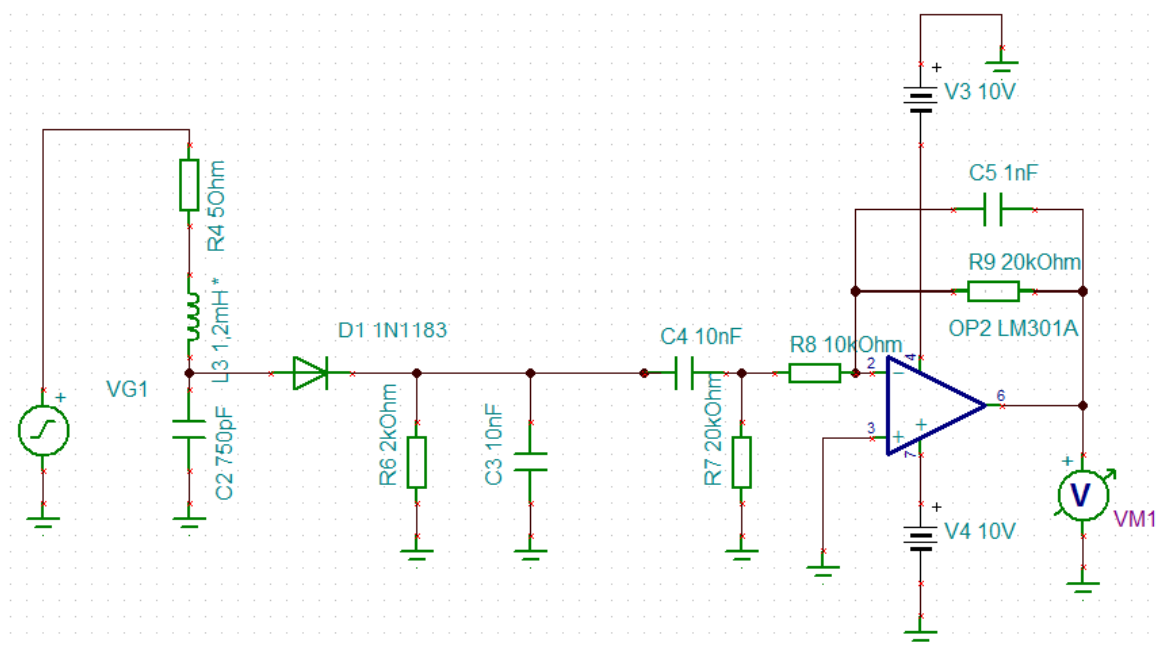 +
V3 10V
C5 1nF
R4 5Ohm
R9 20kOhm
L3 1,2mH *
D1 1N1183
C4 10nF
R8 10kOhm
OP2 LM301A
VG1
+
2
4
−
6
C2 750pF
R6 2kOhm
C3 10nF
R7 20kOhm
3
+
+
7
+
V
VM1
+
V4 10V